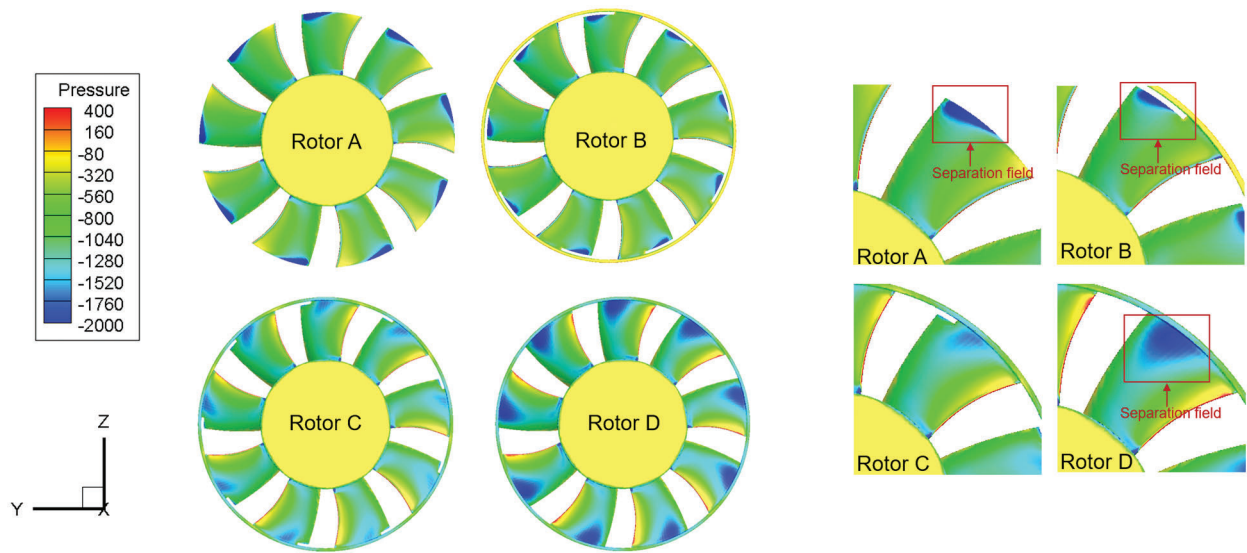 Pressure
400
160
-80
-320
-560
-800
-1040
-1280
-1520
-1760
-2000
Rotor A
Rotor B
Rotor C
Rotor D
Z
Y
X
Separation field
Rotor A
Separation field
Rotor B
Rotor C
Separation field
Rotor D